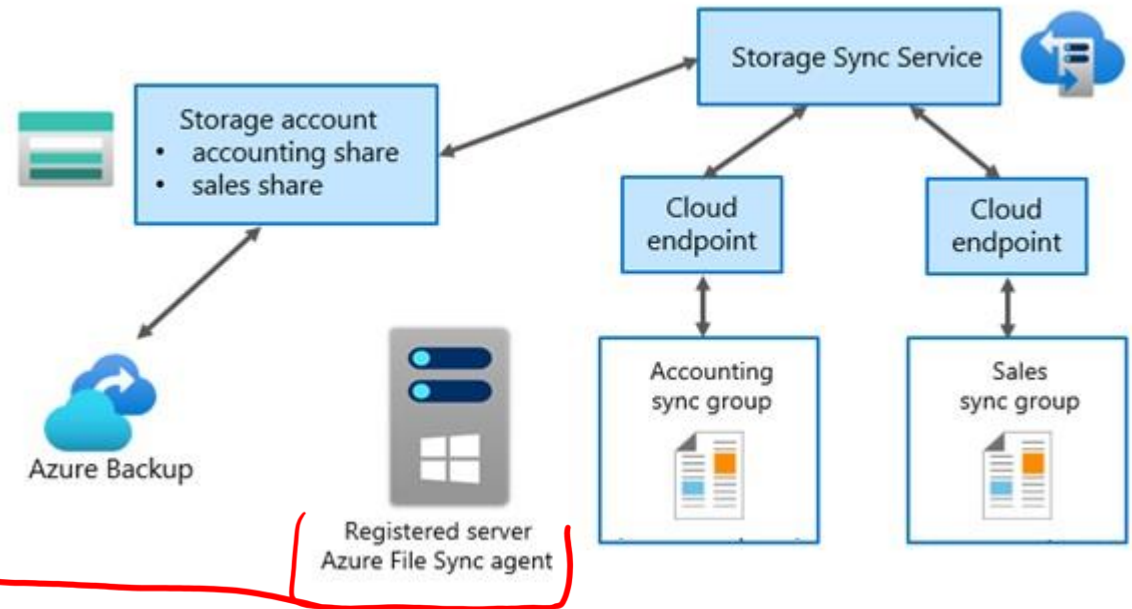 Storage Sync Service
Storage account
• accounting share
• sales share
Cloud
endpoint
Cloud
endpoint
Accounting
sync group
Sales
sync group
Azure Backup
Registered server
Azure File Sync agent